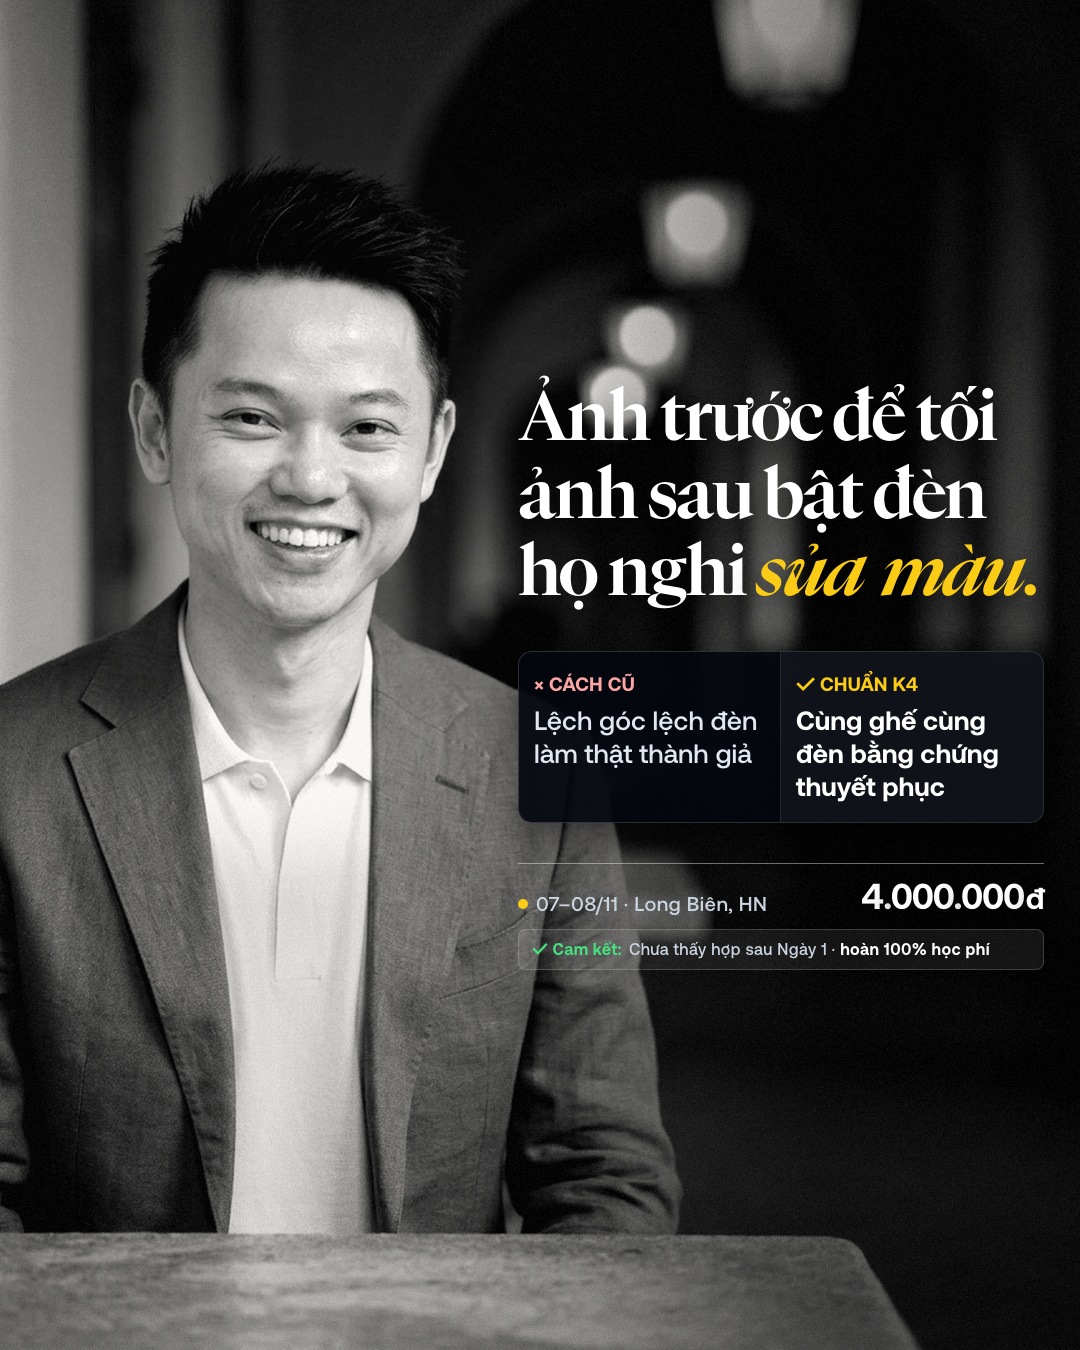 Ảnh trước để tối
ảnh sau bật đèn
họ nghi sửa màu.
× CÁCH CŨ
Lệch góc lệch đèn
làm thật thành giả
✓ CHUẨN K4
Cùng ghế cùng
đèn bằng chứng
thuyết phục
07–08/11 · Long Biên, HN
4.000.000đ
✓ Cam kết: Chưa thấy hợp sau Ngày 1 · hoàn 100% học phí